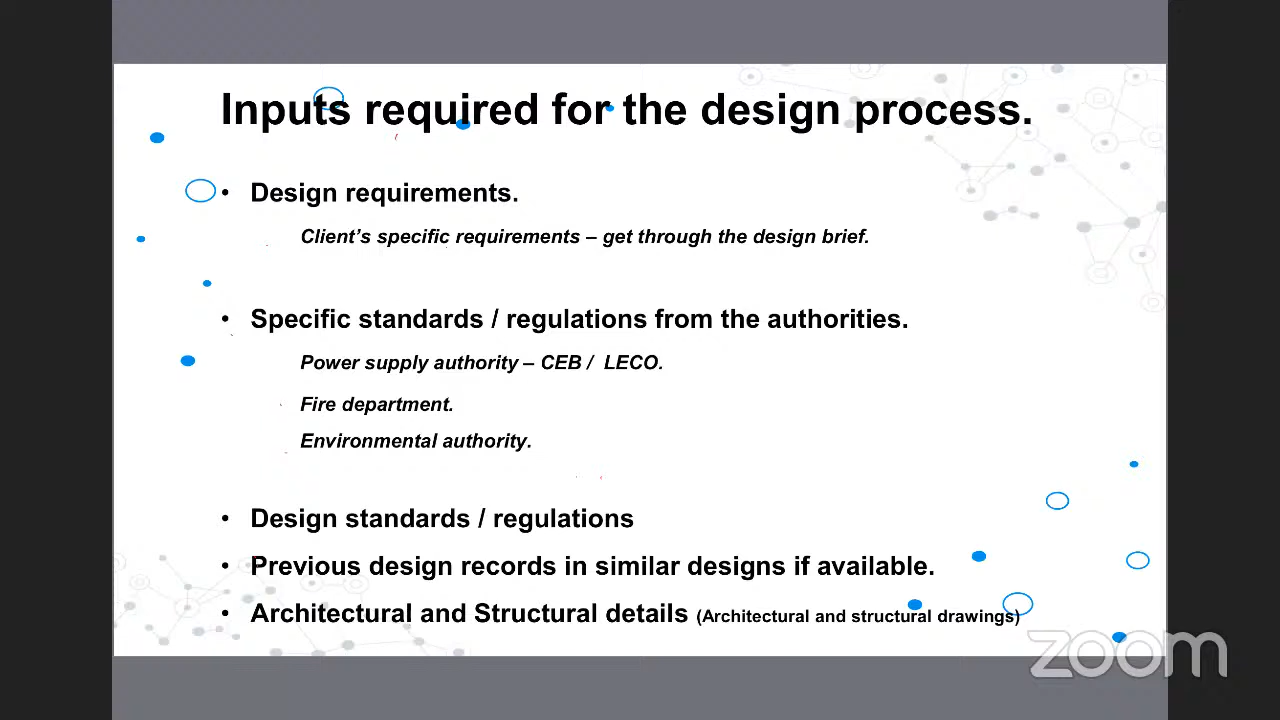 Inputs required for the design process.
• Design requirements.
Client's specific requirements – get through the design brief.
• Specific standards / regulations from the authorities.
Power supply authority – CEB / LECO.
Fire department.
Environmental authority.
• Design standards / regulations
• Previous design records in similar designs if available.
• Architectural and Structural details (Architectural and structural drawings)
zoom